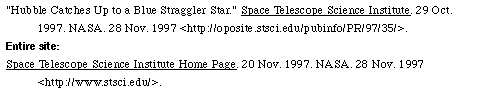 "Hubble Catches Up to a Blue Straggler Star." Space Telescope Science Institute, 29 Oct.
1997. NASA. 28 Nov. 1997 <http://oposite.stsci.edu/pubinfo/PR/97/35/>.
Entire site:
Space Telescope Science Institute Home Page, 20 Nov. 1997. NASA. 28 Nov. 1997
<http://www.stsci.edu/>.